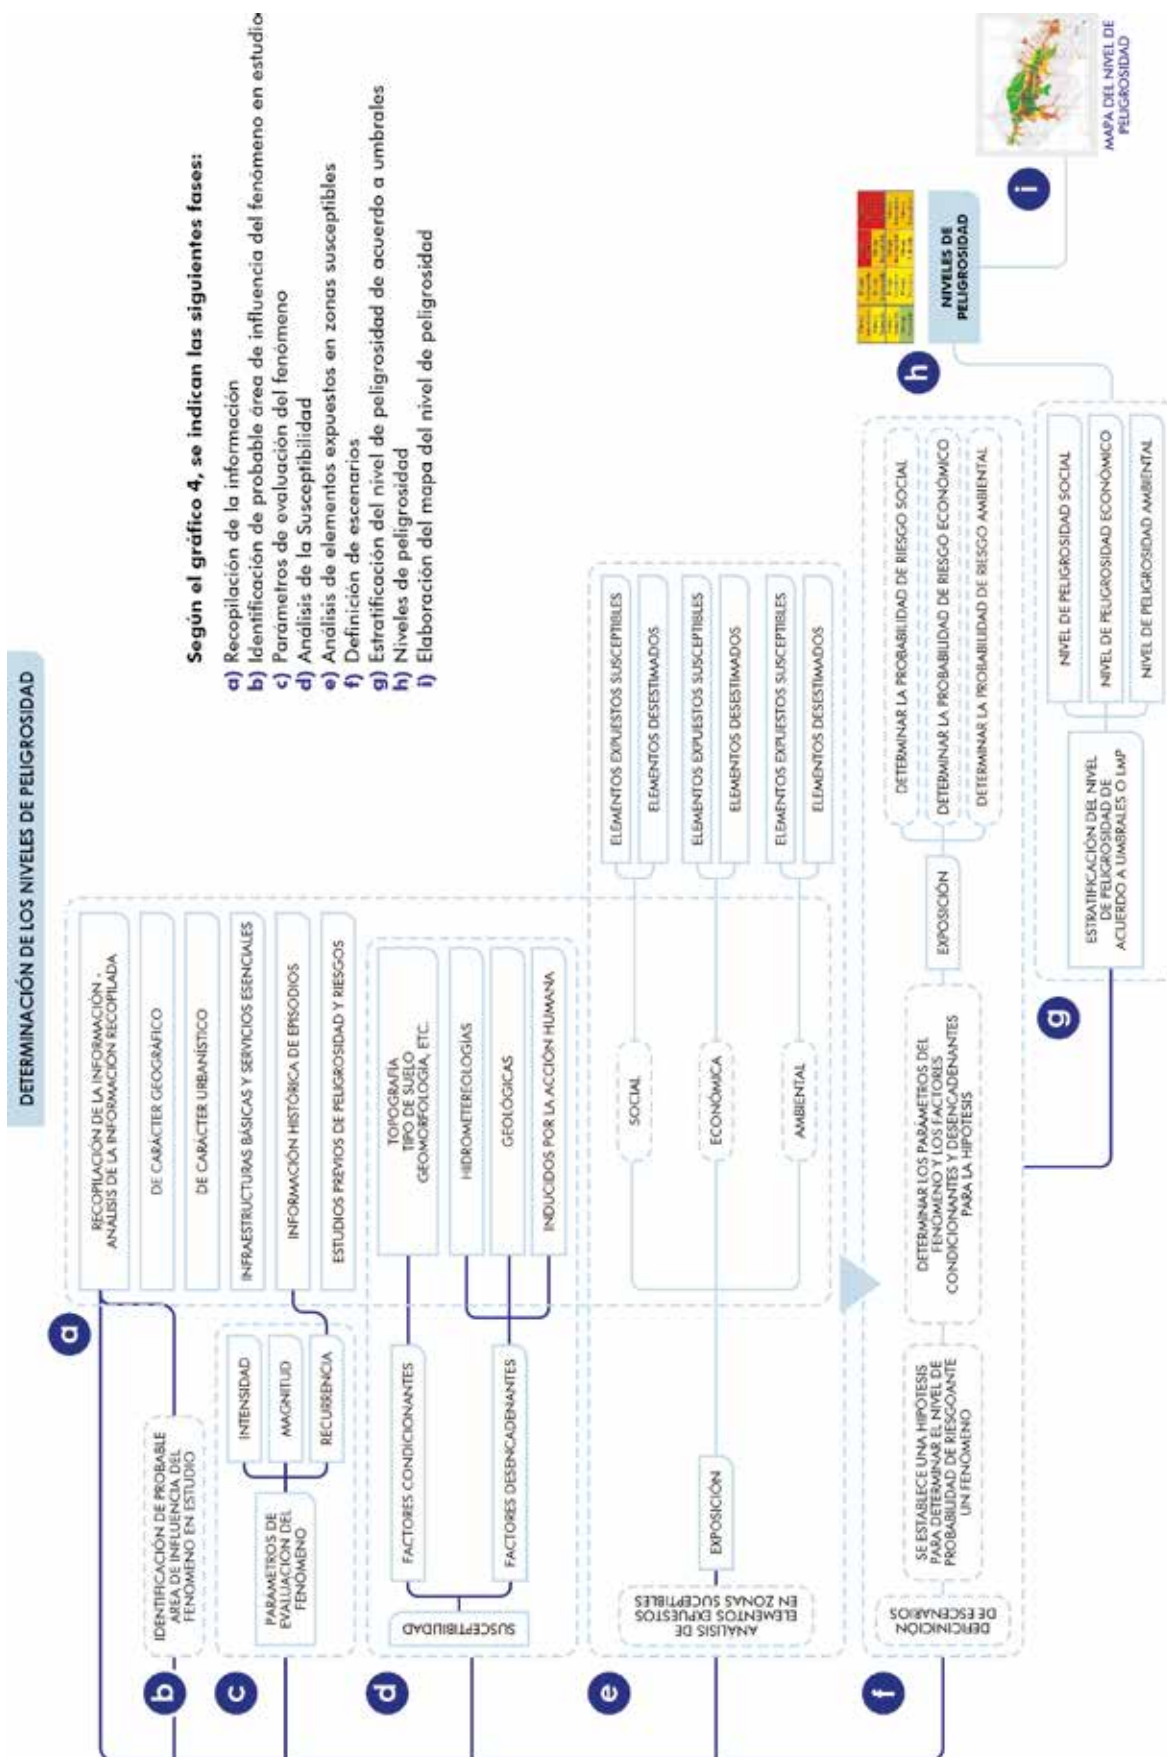 DETERMINACIÓN DE LOS NIVELES DE PELIGROSIDAD
Según el gráfico 4, se indican las siguientes fases:
a) Recopilación de la información
b) Identificación de probable área de influencia del fenómeno en estudio
c) Parametros de evaluación del fenómeno
d) Análisis de la Susceptibilidad
e) Análisis de elementos expuestos en zonas susceptibles
f) Definición de escenarios
g) Estratificación del nivel de peligrosidad de acuerdo a umbrales
h) Niveles de peligrosidad
i) Elaboración del mapa del nivel de peligrosidad
a
RECOPILACIÓN DE LA INFORMACIÓN -
ANÁLISIS DE LA INFORMACIÓN RECOPILADA
DE CARÁCTER GEOGRÁFICO
DE CARÁCTER URBANÍSTICO
INFRAESTRUCTURAS BÁSICAS Y SERVICIOS ESENCIALES
INFORMACIÓN HISTÓRICA DE EPISODIOS
ESTUDIOS PREVIOS DE PELIGROSIDAD Y RIESGOS
b
IDENTIFICACIÓN DE PROBABLE
ÁREA DE INFLUENCIA DEL
FENÓMENO EN ESTUDIO
c
PARÁMETROS DE
EVALUACIÓN DEL
FENÓMENO
INTENSIDAD
MAGNITUD
RECURRENCIA
d
SUSCEPTIBILIDAD
FACTORES CONDICIONANTES
TOPOGRAFÍA
TIPO DE SUELO
GEOMORFOLOGÍA, ETC.
FACTORES DESENCADENANTES
HIDROMETEREOLOGÍAS
GEOLÓGICAS
INDUCIDOS POR LA ACCIÓN HUMANA
e
ANÁLISIS DE
ELEMENTOS EXPUESTOS
EN ZONAS SUCEPTIBLES
EXPOSICIÓN
SOCIAL
ELEMENTOS EXPUESTOS SUSCEPTIBLES
ELEMENTOS DESESTIMADOS
ECONÓMICA
ELEMENTOS EXPUESTOS SUSCEPTIBLES
ELEMENTOS DESESTIMADOS
AMBIENTAL
ELEMENTOS EXPUESTOS SUSCEPTIBLES
ELEMENTOS DESESTIMADOS
f
DEFICINICIÓN
DE ESCENARIOS
SE ESTABLECE UNA HIPÓTESIS
PARA DETERMINAR EL NIVEL DE
PROBABILIDAD DE RIESGOANTE
UN FENÓMENO
DETERMINAR LOS PARÁMETROS DEL
FENÓMENO Y LOS FACTORES
CONDICIONANTES Y DESENCADENANTES
PARA LA HIPÓTESIS
EXPOSICIÓN
DETERMINAR LA PROBABILIDAD DE RIESGO SOCIAL
DETERMINAR LA PROBABILIDAD DE RIESGO ECONÓMICO
DETERMINAR LA PROBABILIDAD DE RIESGO AMBIENTAL
g
ESTRATIFICACIÓN DEL NIVEL
DE PELIGROSIDAD DE
ACUERDO A UMBRALES O LMP
NIVEL DE PELIGROSIDAD SOCIAL
NIVEL DE PELIGROSIDAD ECONÓMICO
NIVEL DE PELIGROSIDAD AMBIENTAL
h
NIVELES DE
PELIGROSIDAD
i
MAPA DEL NIVEL DE
PELIGROSIDAD